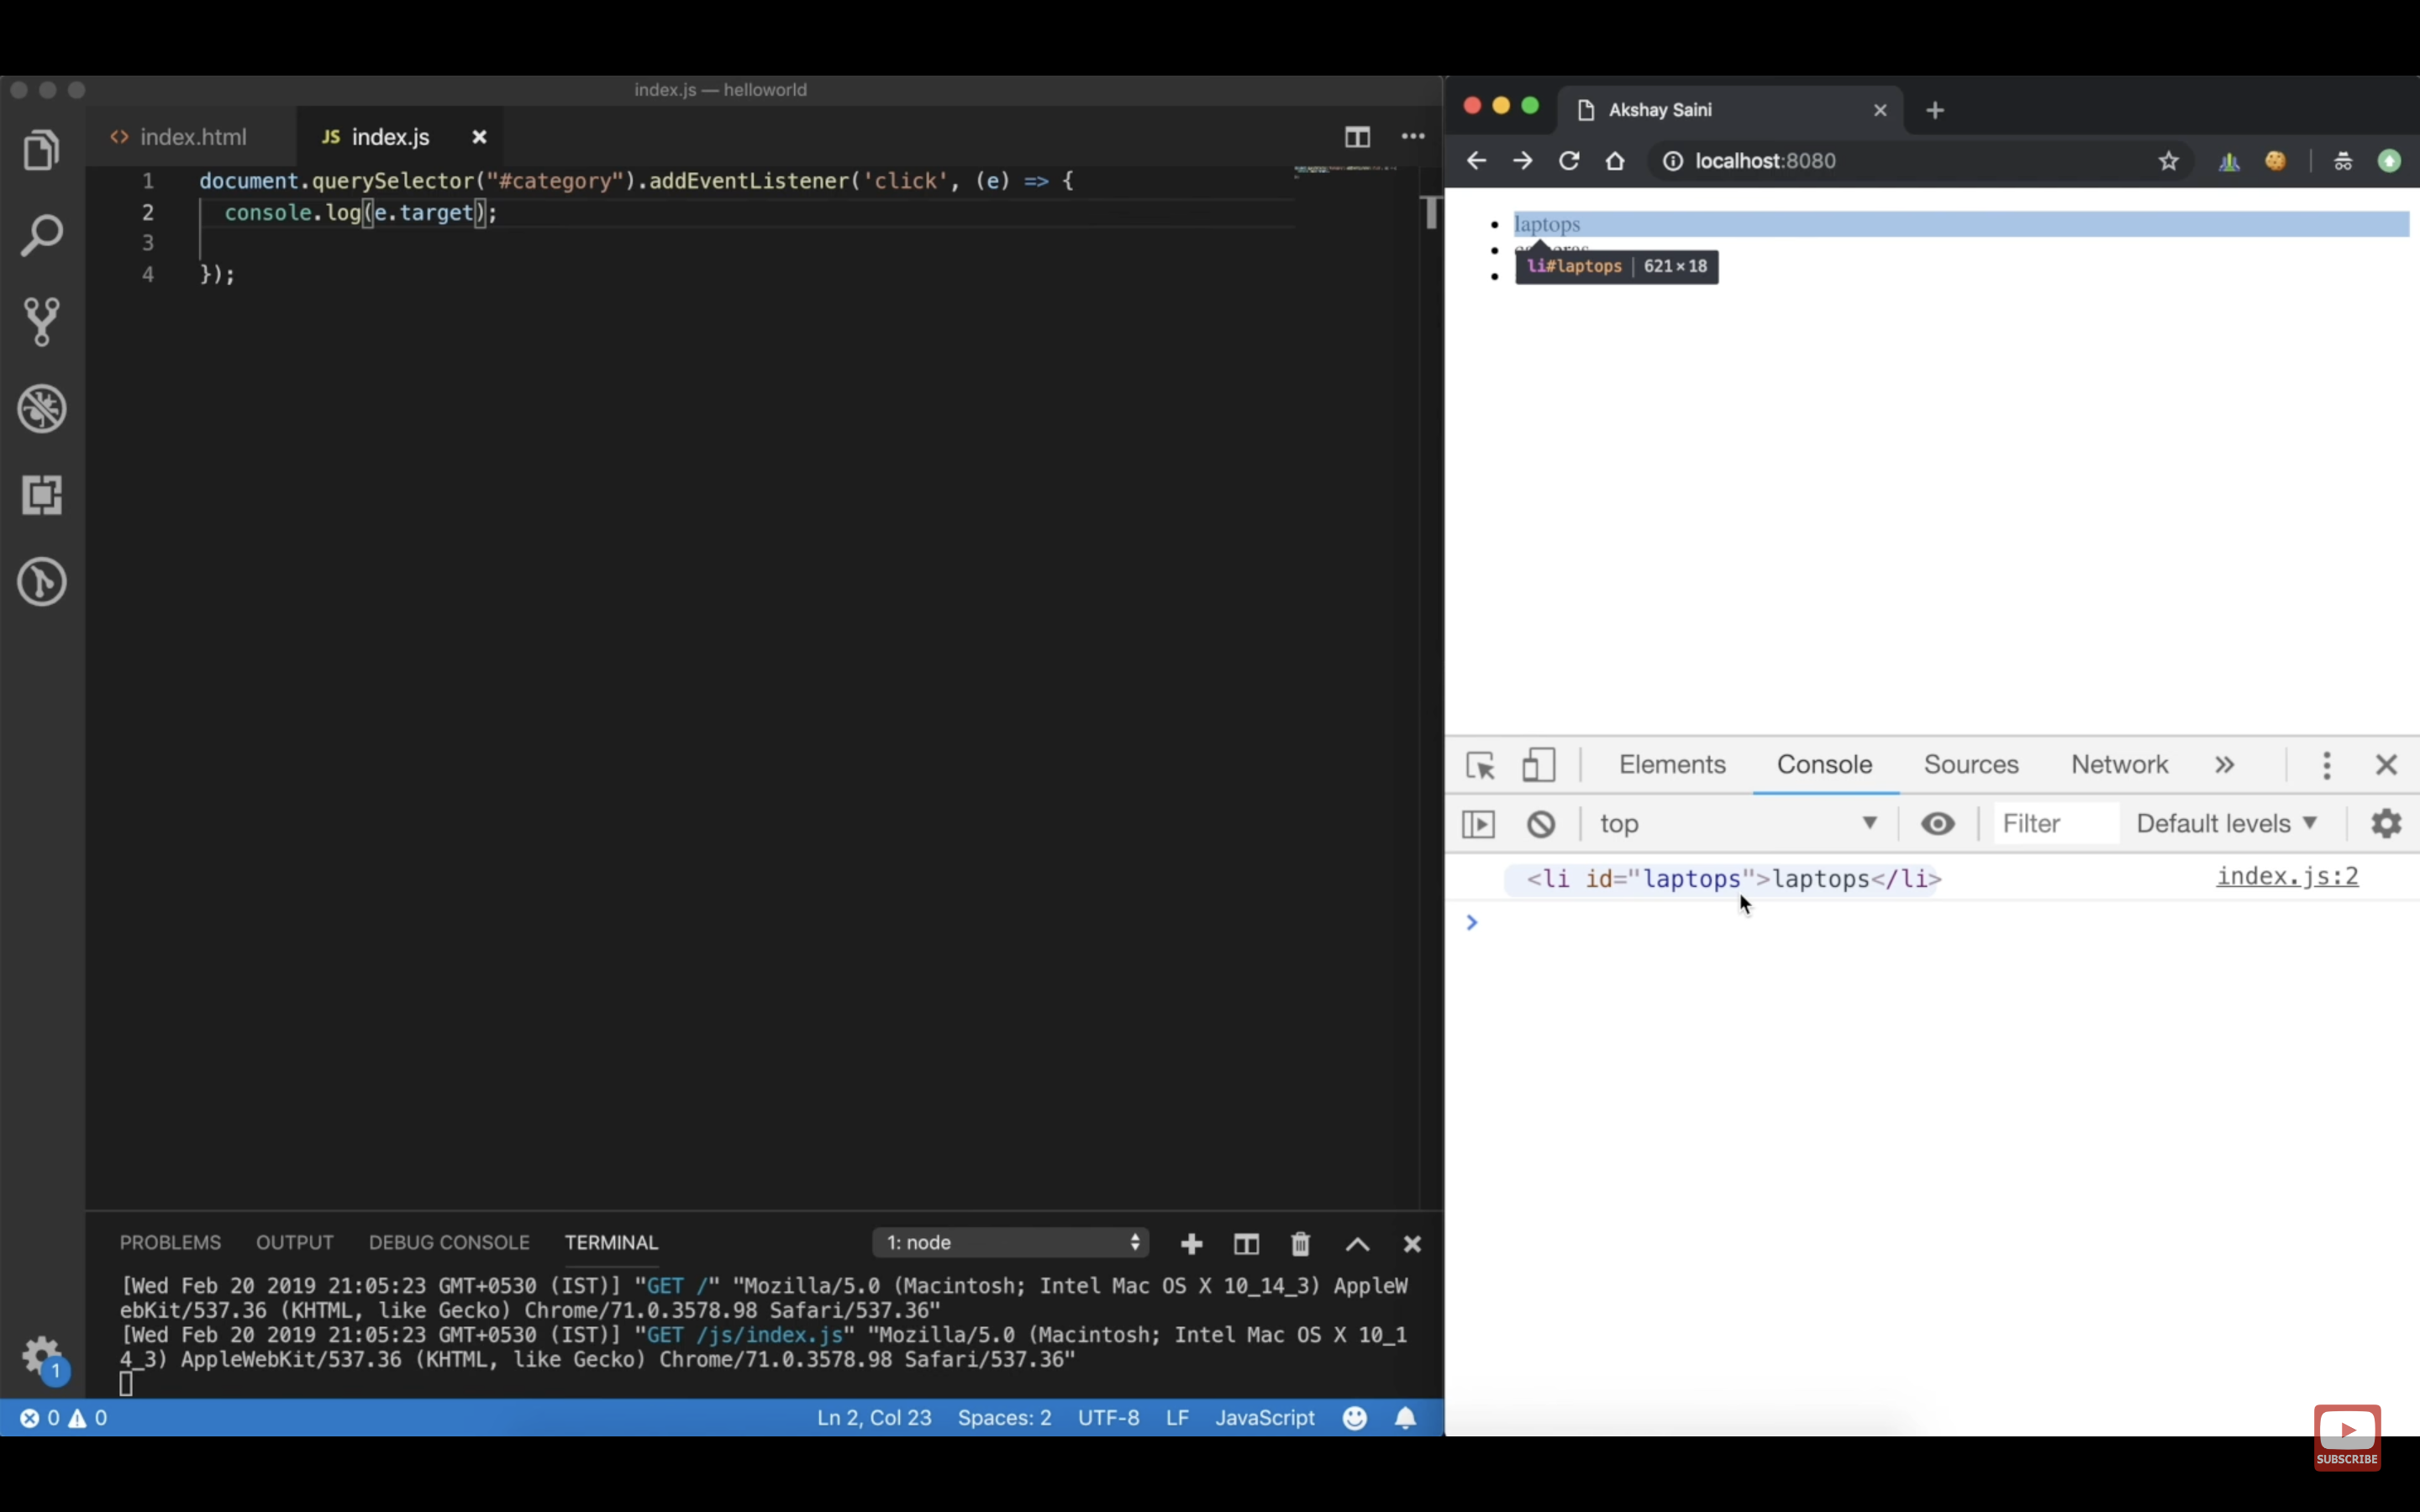 index.js — helloworld
<> index.html
JS index.js
1 document.querySelector("#category").addEventListener('click', (e) => {
2 console.log(e.target);
3
4 });
PROBLEMS OUTPUT DEBUG CONSOLE TERMINAL 1: node
[Wed Feb 20 2019 21:05:23 GMT+0530 (IST)] "GET /" "Mozilla/5.0 (Macintosh; Intel Mac OS X 10_14_3) AppleW
ebKit/537.36 (KHTML, like Gecko) Chrome/71.0.3578.98 Safari/537.36"
[Wed Feb 20 2019 21:05:23 GMT+0530 (IST)] "GET /js/index.js" "Mozilla/5.0 (Macintosh; Intel Mac OS X 10_1
4_3) AppleWebKit/537.36 (KHTML, like Gecko) Chrome/71.0.3578.98 Safari/537.36"
1
0 0 Ln 2, Col 23 Spaces: 2 UTF-8 LF JavaScript
Akshay Saini
localhost:8080
laptops
li#laptops 621×18
Elements Console Sources Network »
top Filter Default levels
<li id="laptops">laptops</li> index.js:2
SUBSCRIBE